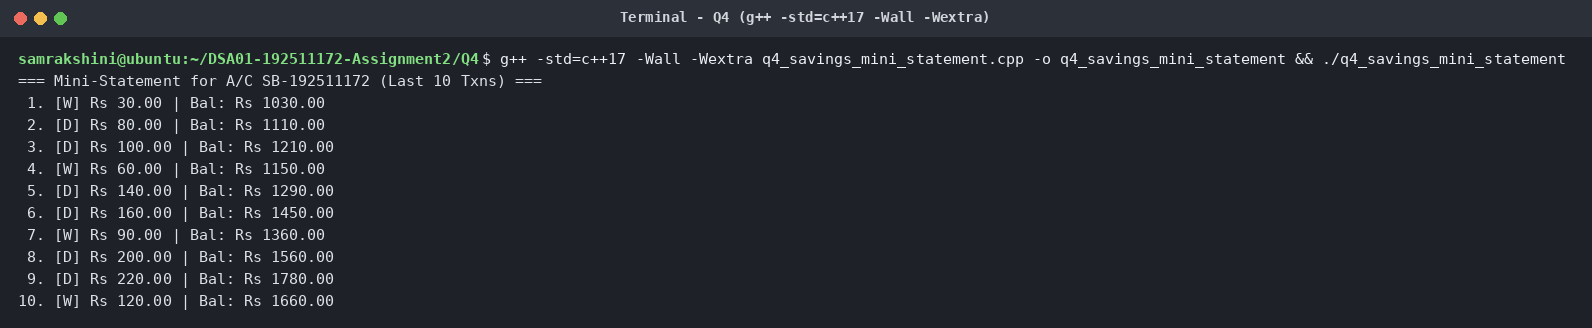 Terminal - Q4 (g++ -std=c++17 -Wall -Wextra)
samrakshini@ubuntu:~/DSA01-192511172-Assignment2/Q4$ g++ -std=c++17 -Wall -Wextra q4_savings_mini_statement.cpp -o q4_savings_mini_statement && ./q4_savings_mini_statement
=== Mini-Statement for A/C SB-192511172 (Last 10 Txns) ===
 1. [W] Rs 30.00 | Bal: Rs 1030.00
 2. [D] Rs 80.00 | Bal: Rs 1110.00
 3. [D] Rs 100.00 | Bal: Rs 1210.00
 4. [W] Rs 60.00 | Bal: Rs 1150.00
 5. [D] Rs 140.00 | Bal: Rs 1290.00
 6. [D] Rs 160.00 | Bal: Rs 1450.00
 7. [W] Rs 90.00 | Bal: Rs 1360.00
 8. [D] Rs 200.00 | Bal: Rs 1560.00
 9. [D] Rs 220.00 | Bal: Rs 1780.00
10. [W] Rs 120.00 | Bal: Rs 1660.00